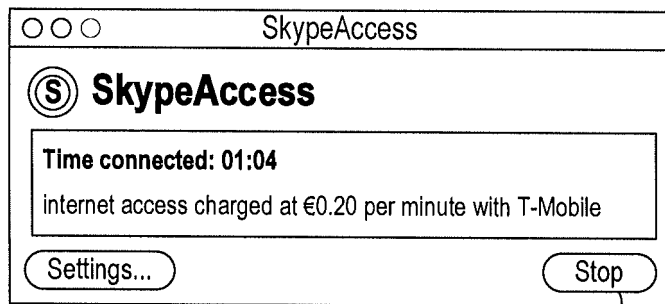 SkypeAccess
S SkypeAccess
Time connected: 01:04
internet access charged at €0.20 per minute with T-Mobile
Settings... Stop